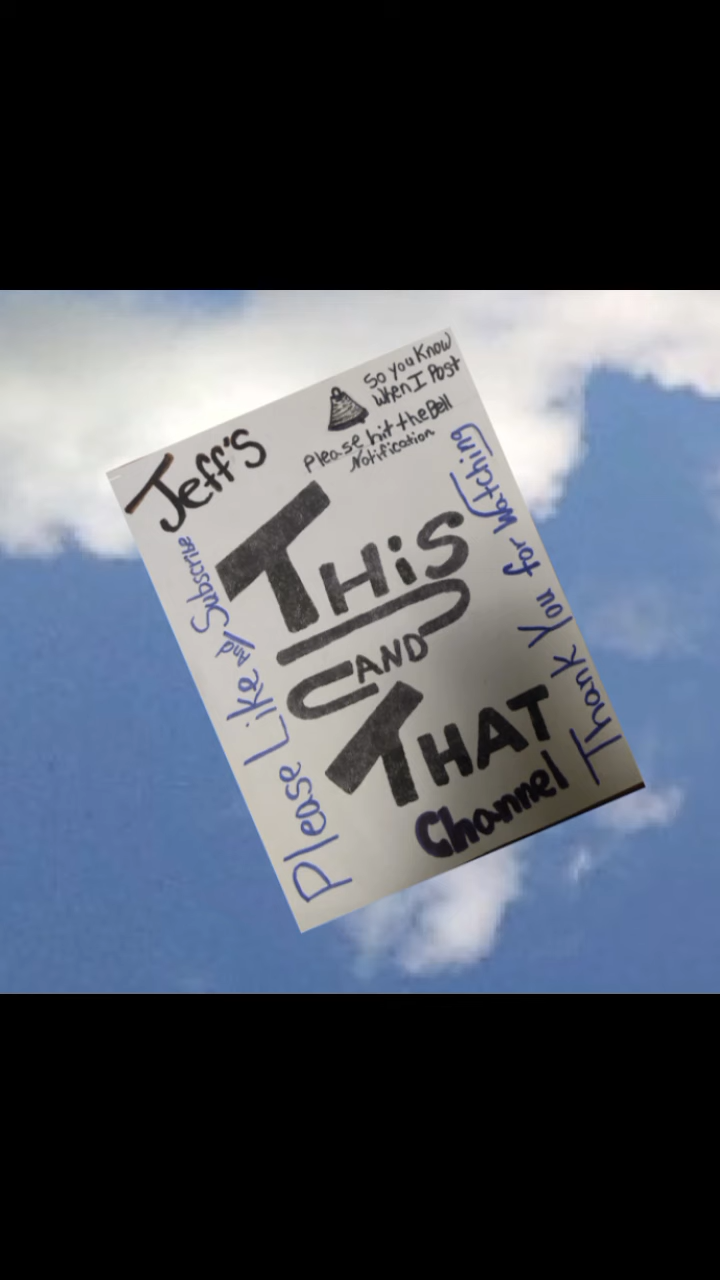 Jeff's
So you Know
When I Post
Please hit the Bell
Notification
THiS
AND
THAT
Channel
Please Like and Subscribe
Thank You for Watching